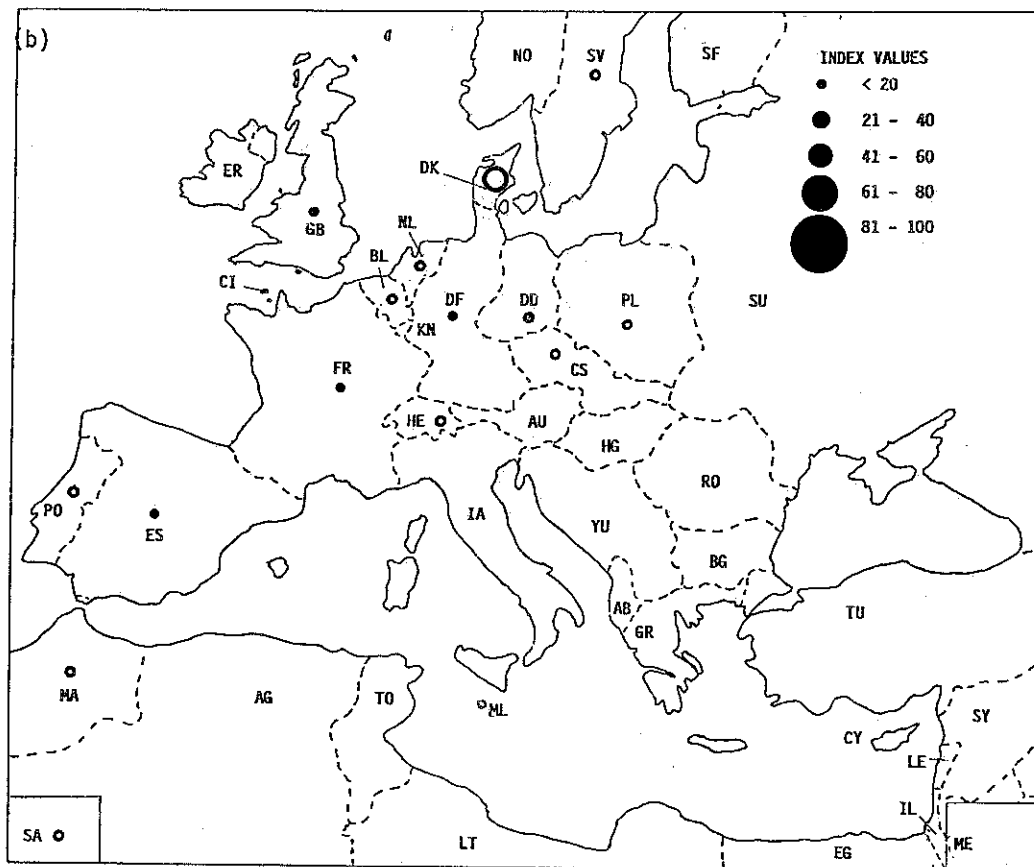 (b)
NO
SV
SF
INDEX VALUES
< 20
21 - 40
41 - 60
61 - 80
81 - 100
ER
DK
GB
NL
BL
CI
DF
DD
PL
SU
KN
CS
FR
HE
AU
HG
RO
PO
ES
IA
YU
BG
AB
GR
TU
MA
AG
TO
ML
CY
SY
LE
IL
SA
LT
EG
ME